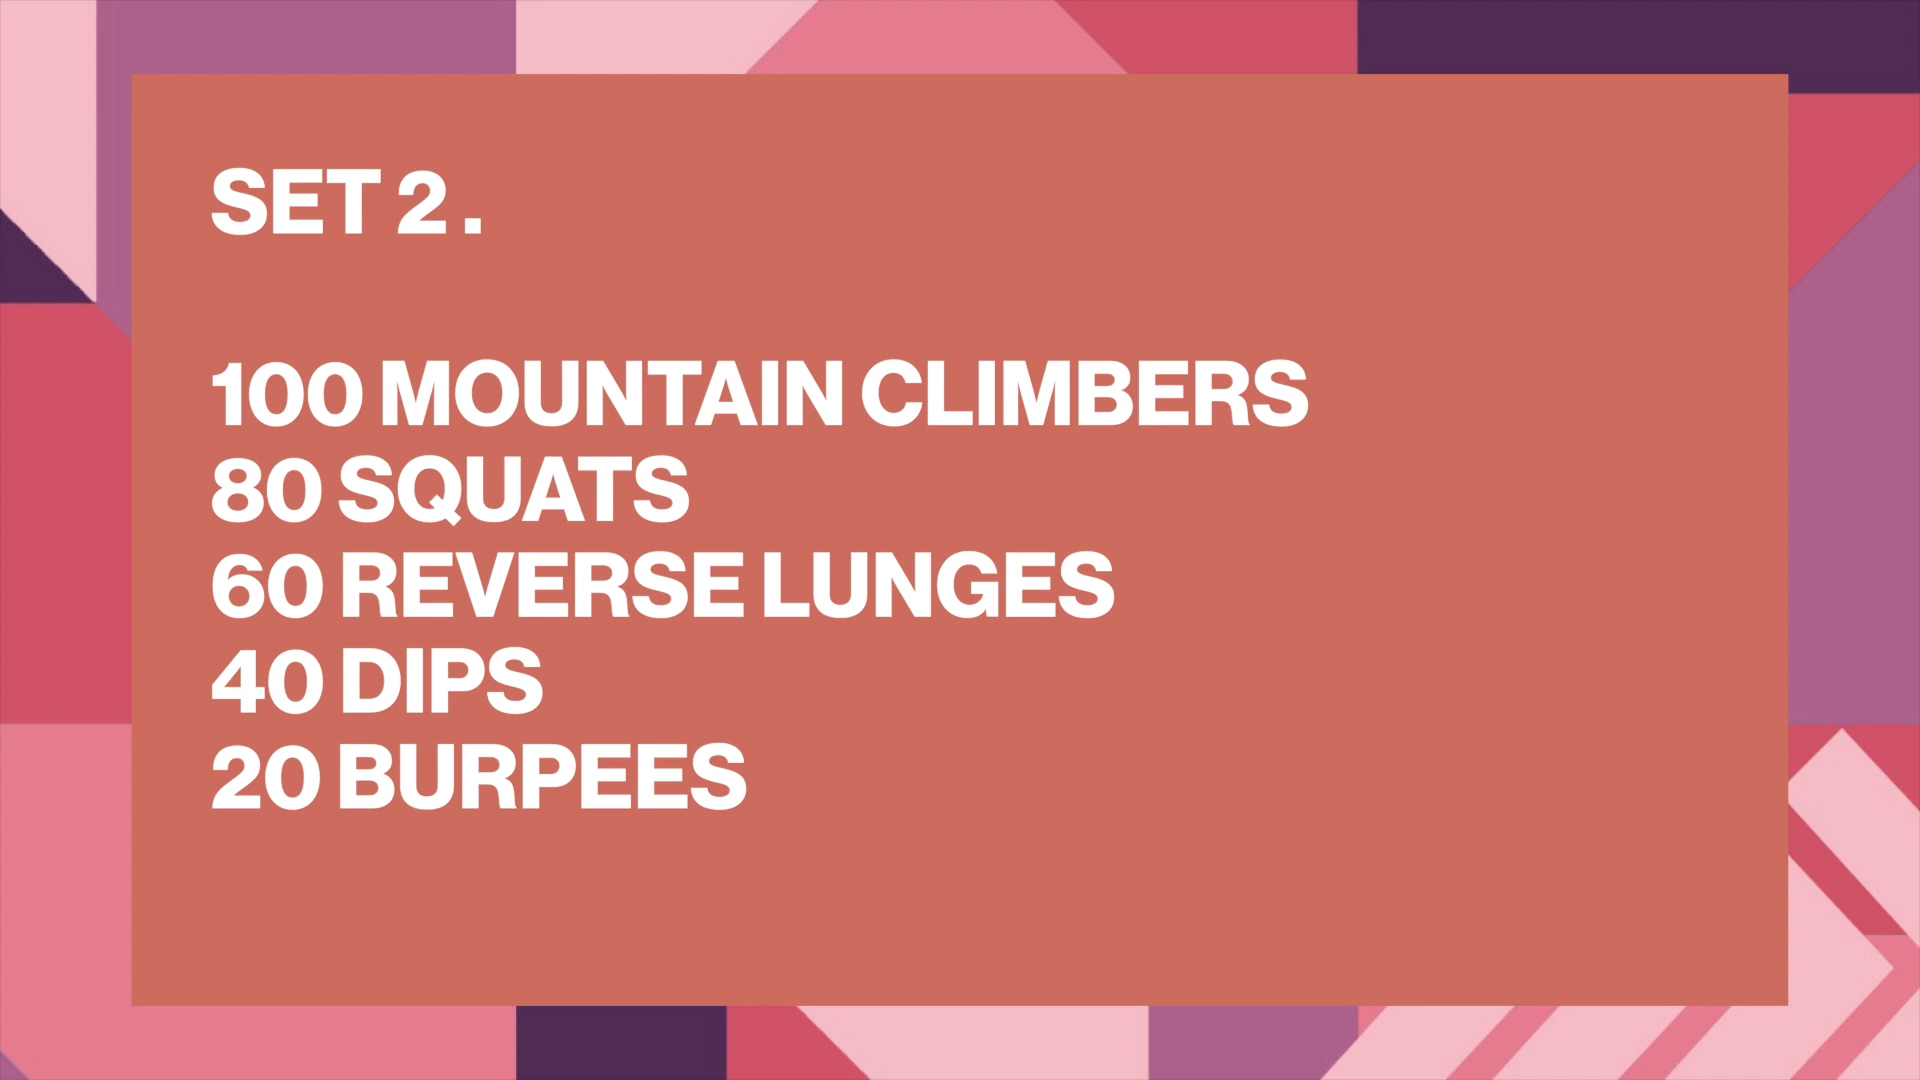 SET 2 .
100 MOUNTAIN CLIMBERS
80 SQUATS
60 REVERSE LUNGES
40 DIPS
20 BURPEES